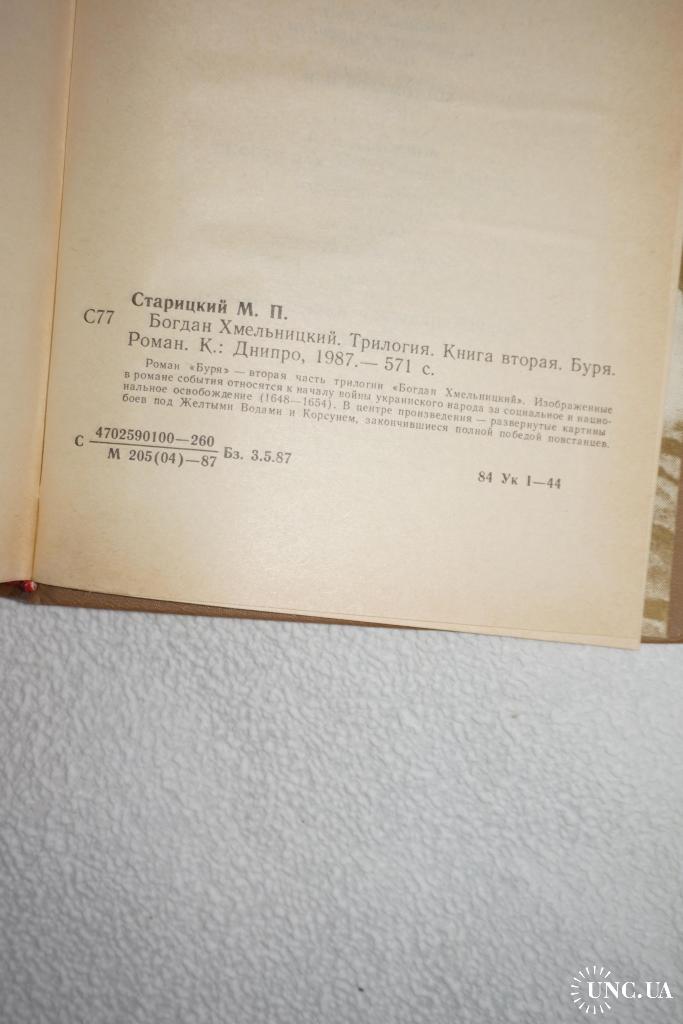 Старицкий М. П.
С77 Богдан Хмельницкий. Трилогия. Книга вторая. Буря.
Роман. К.: Днипро, 1987.— 571 с.
Роман «Буря» — вторая часть трилогии «Богдан Хмельницкий». Изображенные
в романе события относятся к началу войны украинского народа за социальное и нацио-
нальное освобождение (1648—1654). В центре произведения — развернутые картины
боев под Желтыми Водами и Корсунем, закончившиеся полной победой повстанцев.
С 4702590100—260
М 205(04)—87 Бз. 3.5.87
84 Ук I—44
UNC.UA